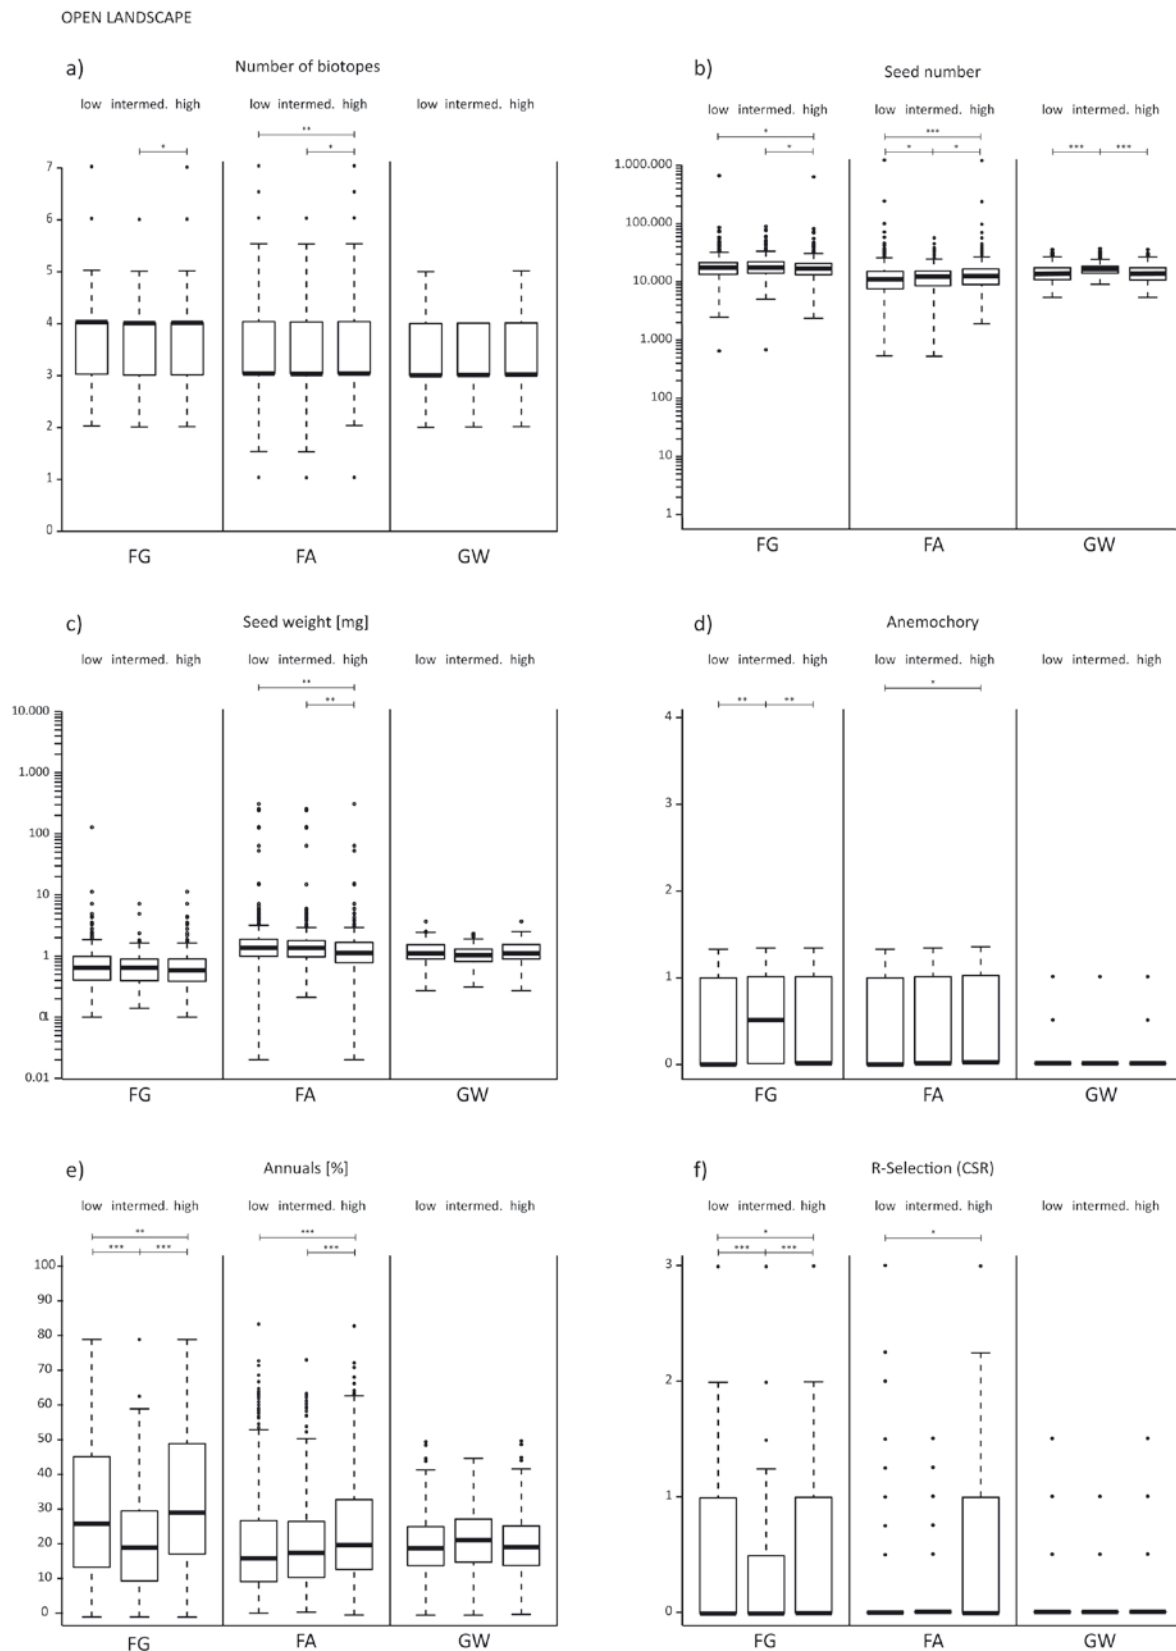 OPEN LANDSCAPE
a) Number of biotopes
low intermed. high low intermed. high low intermed. high
**
* *
7
6
5
4
3
2
1
0
FG FA GW
b) Seed number
low intermed. high low intermed. high low intermed. high
* ***
* * * *** ***
1.000.000
100.000
10.000
1.000
100
10
1
FG FA GW
c) Seed weight [mg]
low intermed. high low intermed. high low intermed. high
**
**
10.000
1.000
100
10
1
0.01
FG FA GW
d) Anemochory
low intermed. high low intermed. high low intermed. high
*
** **
4
3
2
1
0
FG FA GW
e) Annuals [%]
low intermed. high low intermed. high low intermed. high
** ***
*** *** ***
100
90
80
70
60
50
40
30
20
10
0
FG FA GW
f) R-Selection (CSR)
low intermed. high low intermed. high low intermed. high
* *
*** ***
3
2
1
0
FG FA GW